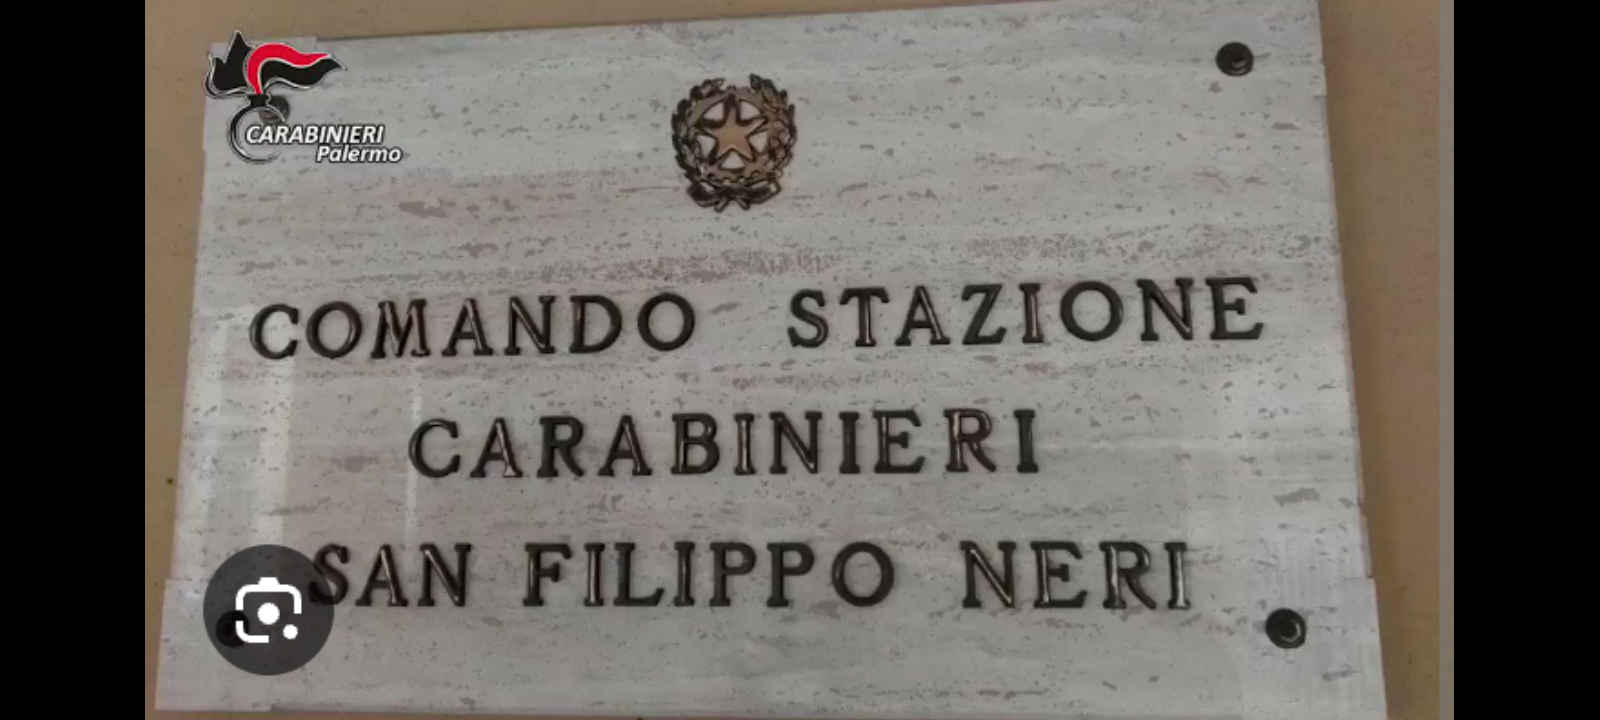 CARABINIERI
Palermo
COMANDO STAZIONE
CARABINIERI
SAN FILIPPO NERI